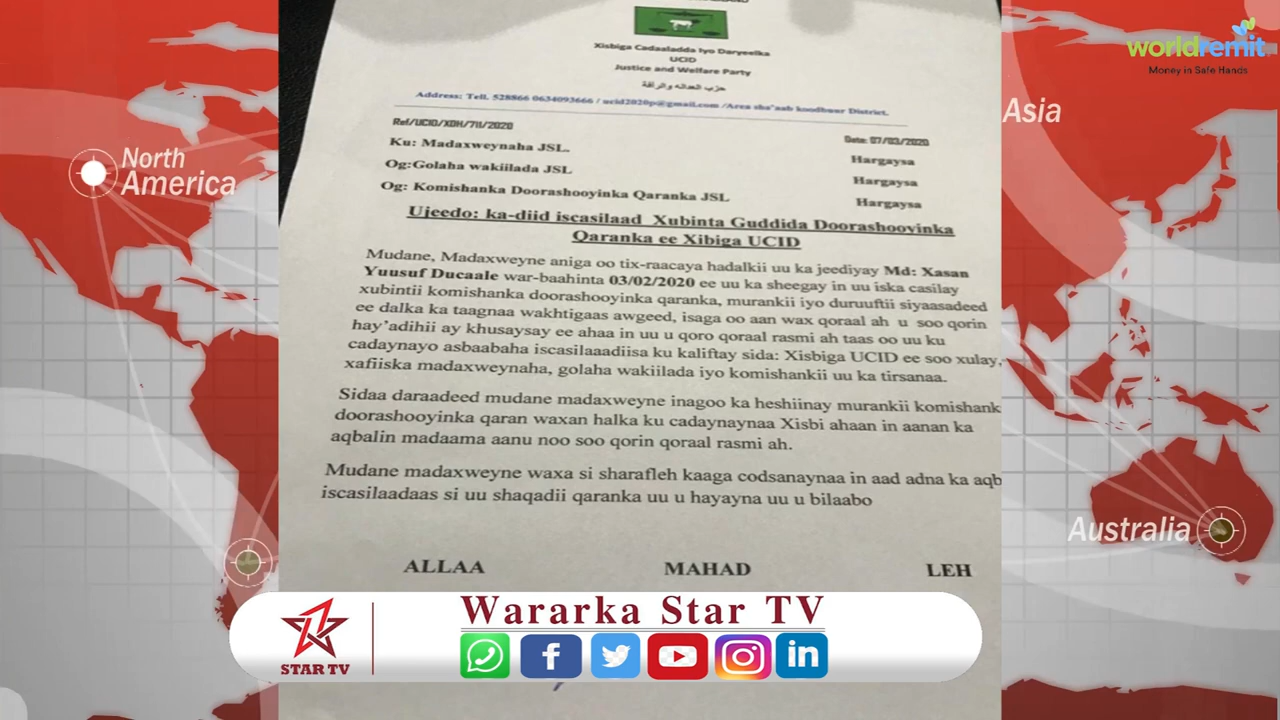 Xisbiga Cadaaladda Iyo Daryeelka
UCID
Justice and Welfare Party
حزب العداله والرافة
Address: Tell. 528866 0634093666 / ucid2020p@gmail.com /Area sha'aab koodbuur District.
Ref/UCID/XDH/711/2020
Date: 07/03/2020
Ku: Madaxweynaha JSL.
Hargaysa
Og:Golaha wakiilada JSL
Hargaysa
Og: Komishanka Doorashooyinka Qaranka JSL
Hargaysa
Ujeedo: ka-diid iscasilaad Xubinta Guddida Doorashooyinka
Qaranka ee Xibiga UCID
Mudane, Madaxweyne aniga oo tix-raacaya hadalkii uu ka jeediyay Md: Xasan
Yuusuf Ducaale war-baahinta 03/02/2020 ee uu ka sheegay in uu iska casilay
xubintii komishanka doorashooyinka qaranka, murankii iyo duruuftii siyaasadeed
ee dalka ka taagnaa wakhtigaas awgeed, isaga oo aan wax qoraal ah u soo qorin
hay'adihii ay khusaysay ee ahaa in uu u qoro qoraal rasmi ah taas oo uu ku
cadaynayo asbaabaha iscasilaaadiisa ku kaliftay sida: Xisbiga UCID ee soo xulay,
xafiiska madaxweynaha, golaha wakiilada iyo komishankii uu ka tirsanaa.
Sidaa daraadeed mudane madaxweyne inagoo ka heshiinay murankii komishank
doorashooyinka qaran waxan halka ku cadaynaynaa Xisbi ahaan in aanan ka
aqbalin madaama aanu noo soo qorin qoraal rasmi ah.
Mudane madaxweyne waxa si sharafleh kaaga codsanaynaa in aad adna ka aqb
iscasilaadaas si uu shaqadii qaranka uu u hayayna uu u bilaabo
ALLAA MAHAD LEH
North
America
Asia
Australia
worldremit
Money in Safe Hands
STAR TV
Wararka Star TV